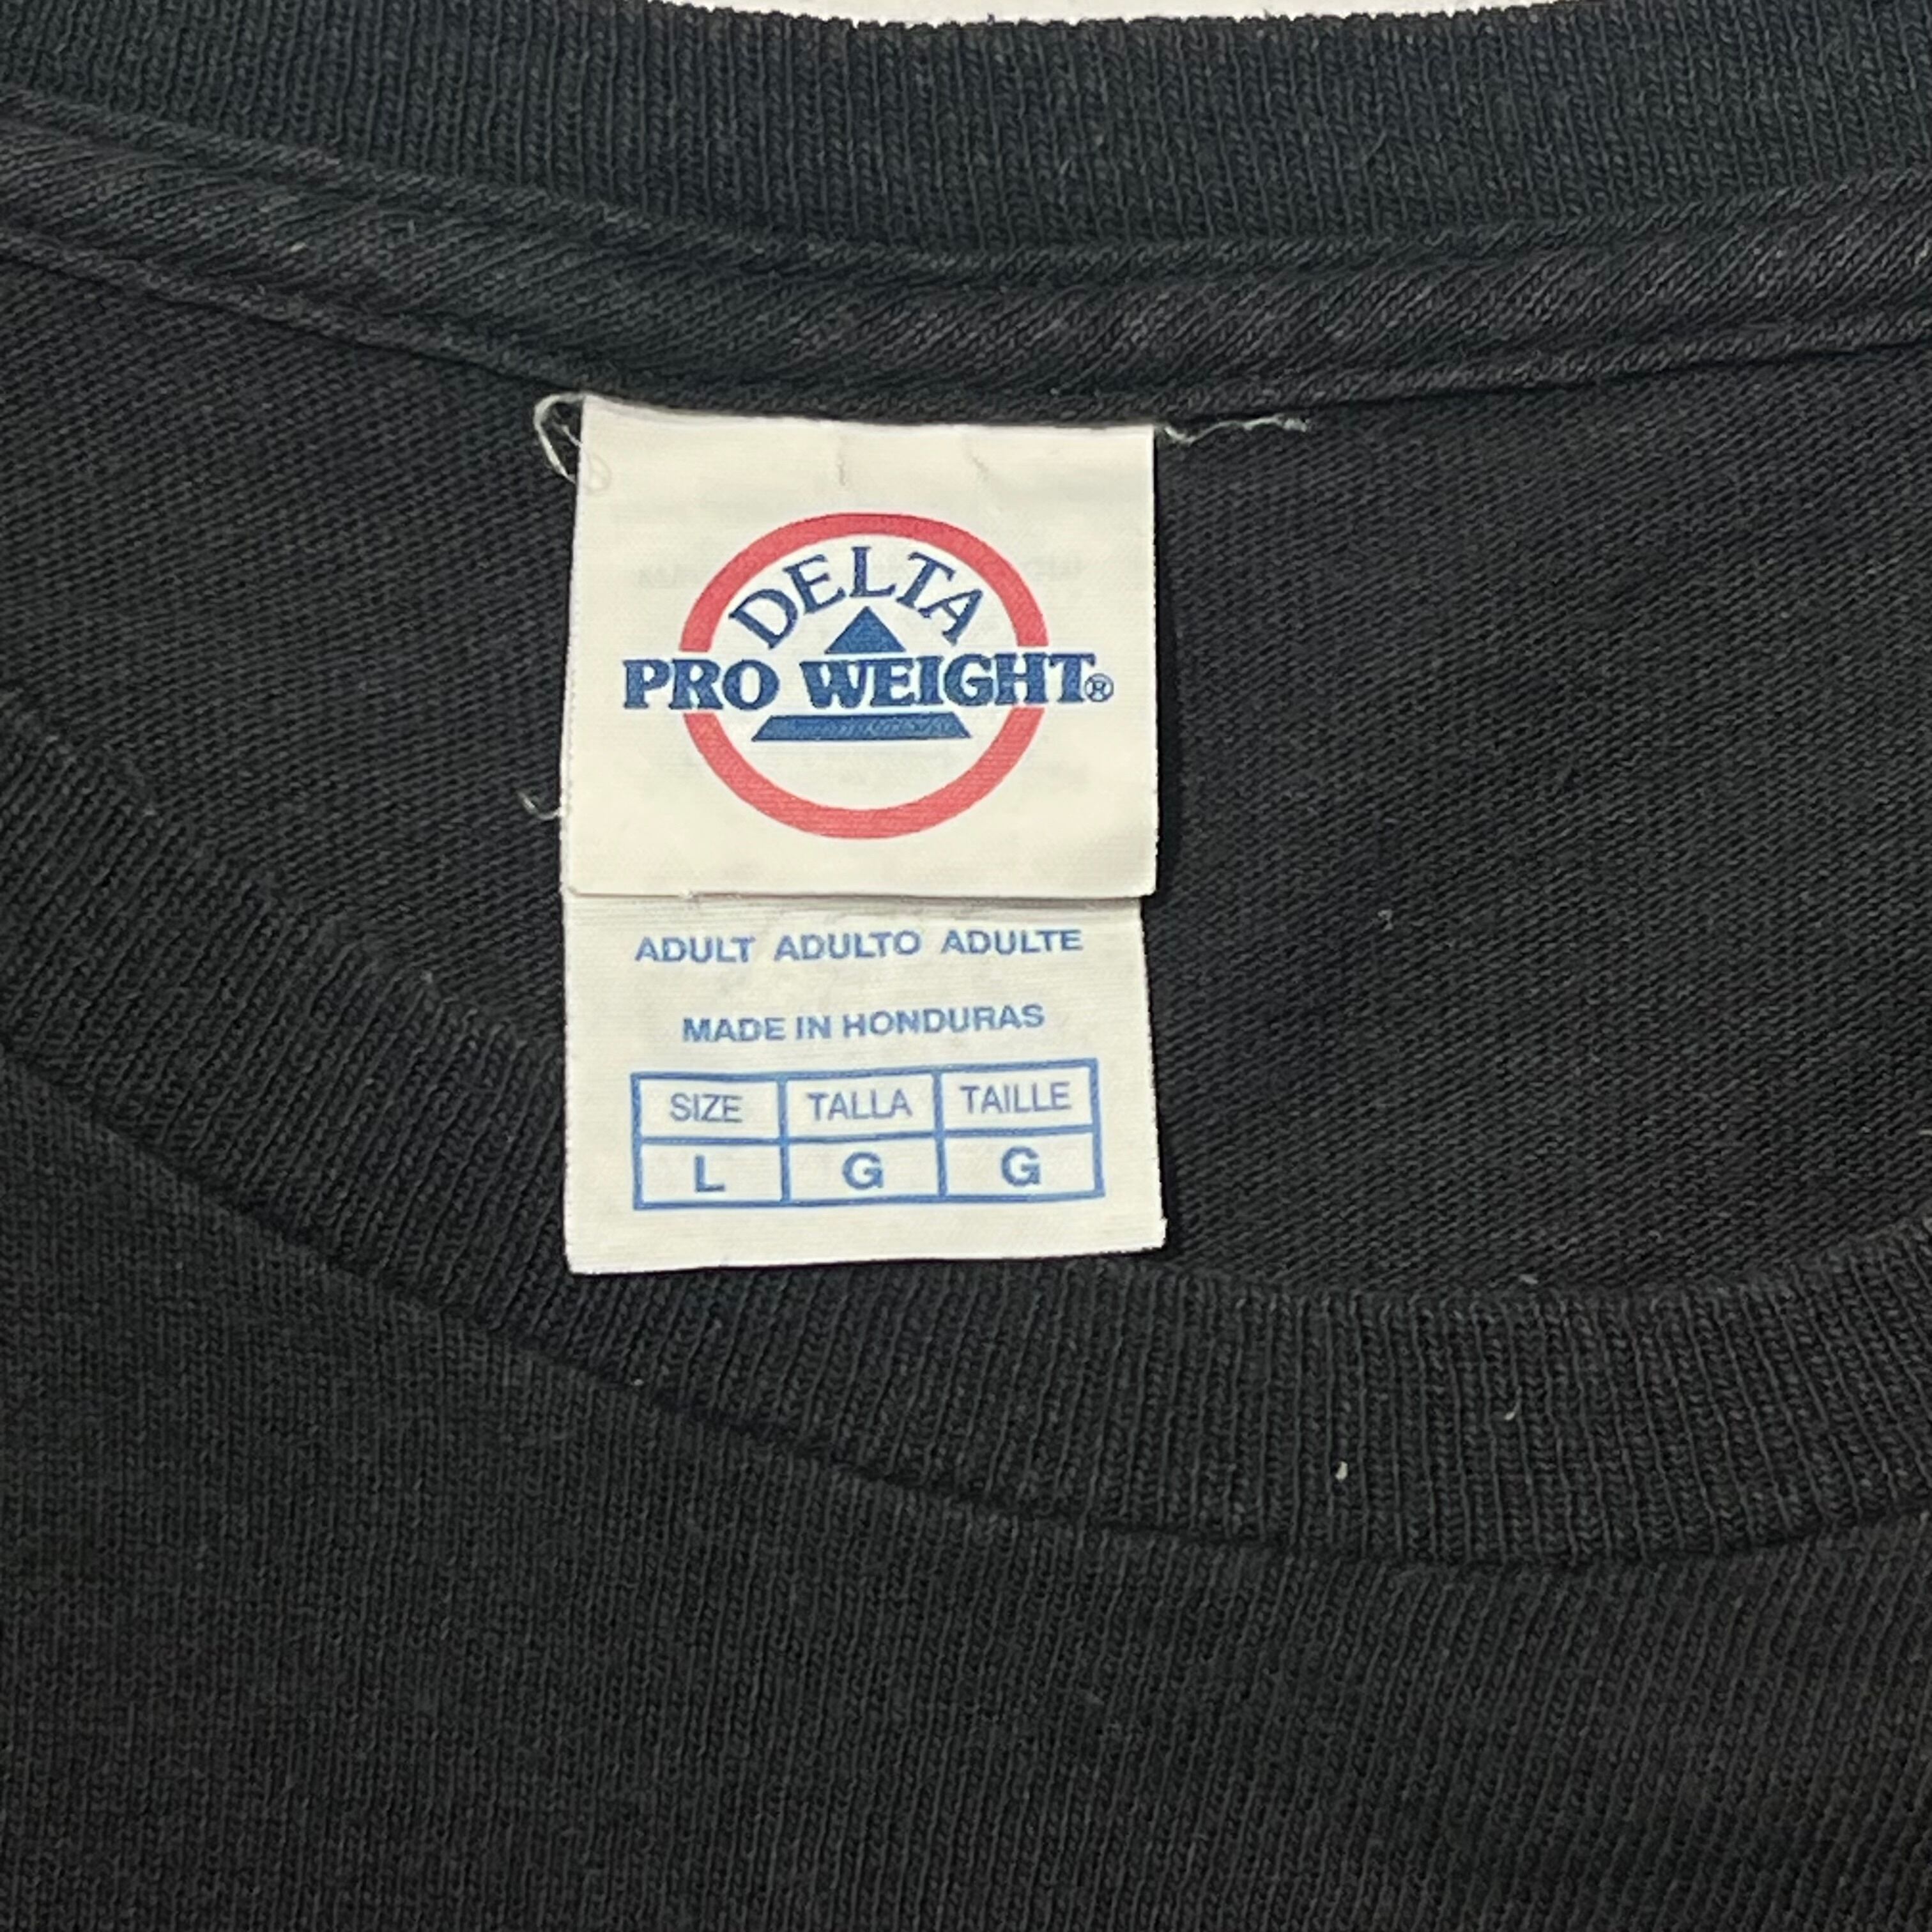 DELTA
PRO WEIGHT®
ADULT ADULTO ADULTE
MADE IN HONDURAS
SIZE TALLA TAILLE
L G G